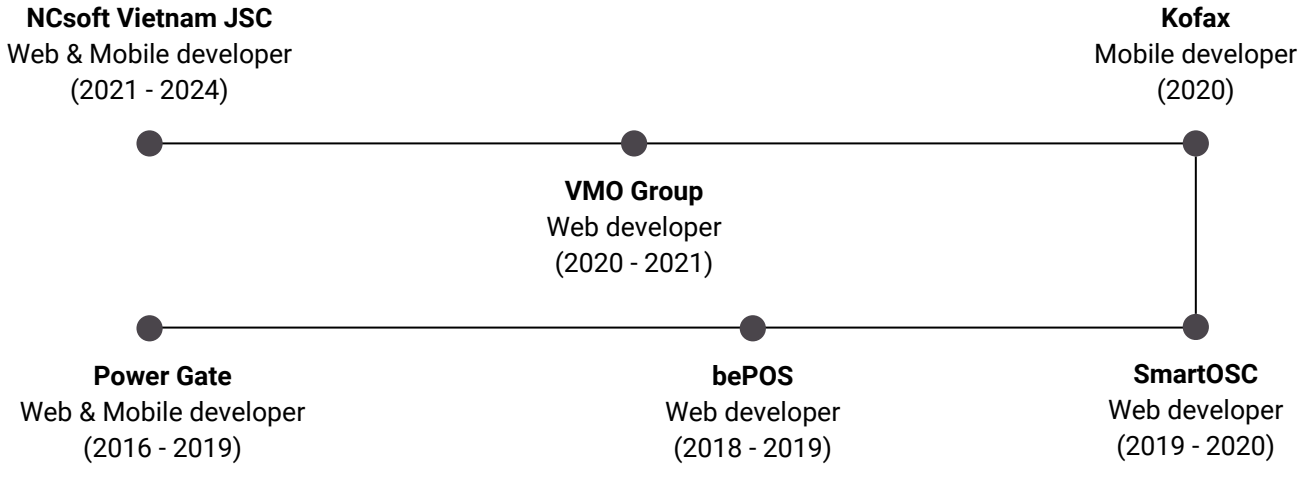 NCsoft Vietnam JSC
Web & Mobile developer
(2021 - 2024)
Kofax
Mobile developer
(2020)
VMO Group
Web developer
(2020 - 2021)
Power Gate
Web & Mobile developer
(2016 - 2019)
bePOS
Web developer
(2018 - 2019)
SmartOSC
Web developer
(2019 - 2020)